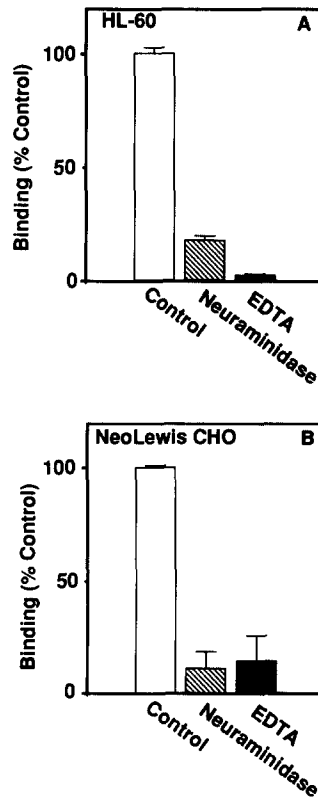 HL-60 A
Binding (% Control)
100
50
0
Control
Neuraminidase
EDTA
NeoLewis CHO B
Binding (% Control)
100
50
0
Control
Neuraminidase
EDTA